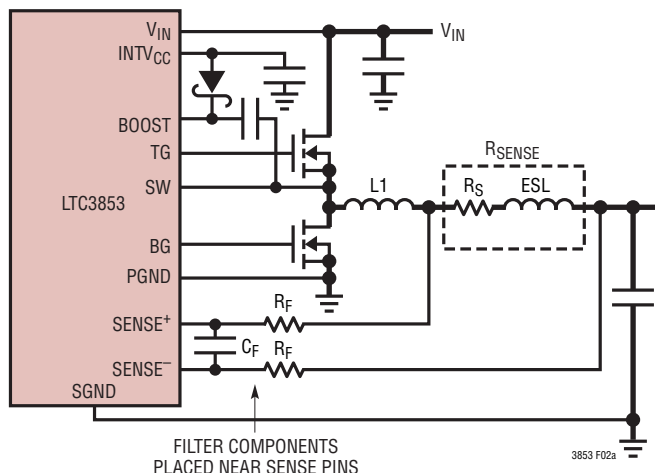 V_IN
V_IN
INTV_CC
BOOST
TG
R_SENSE
SW
L1
R_S
ESL
LTC3853
BG
PGND
R_F
SENSE⁺
C_F
R_F
SENSE⁻
SGND
FILTER COMPONENTS
PLACED NEAR SENSE PINS
3853 F02a